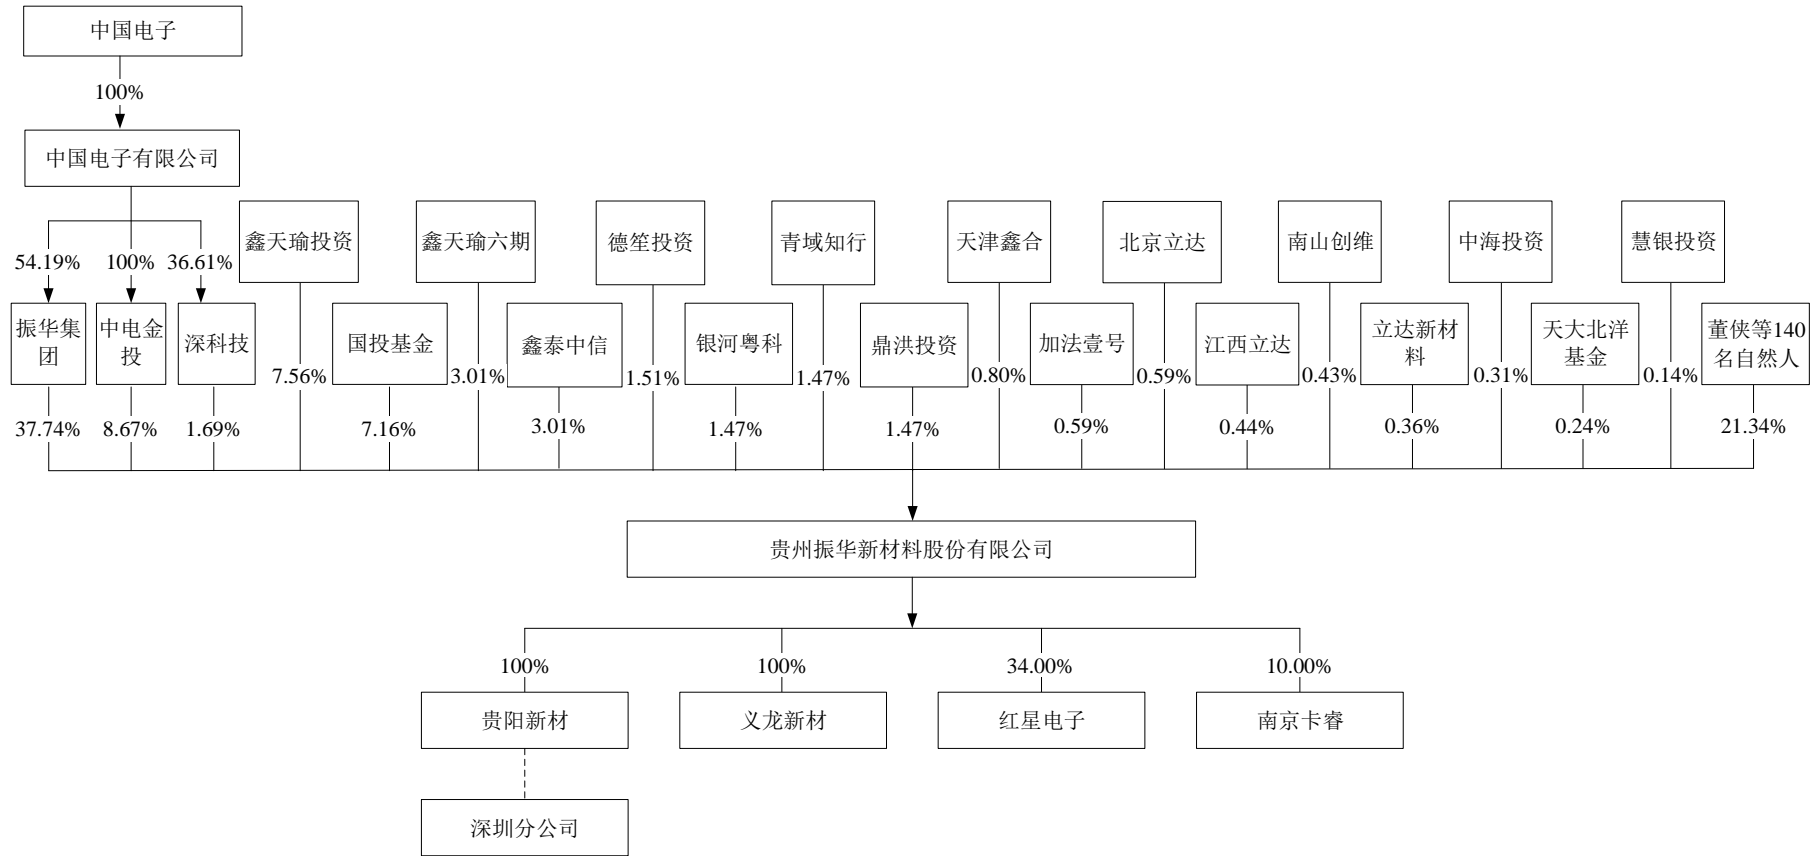 中国电子
100%
中国电子有限公司
54.19%
100%
36.61%
鑫天瑜投资
鑫天瑜六期
德笙投资
青域知行
天津鑫合
北京立达
南山创维
中海投资
慧银投资
振华集
团
中电金
投
深科技
国投基金
鑫泰中信
银河粤科
鼎洪投资
加法壹号
江西立达
立达新材
料
天大北洋
基金
董侠等140
名自然人
7.56%
3.01%
1.51%
1.47%
0.80%
0.59%
0.43%
0.31%
0.14%
37.74%
8.67%
1.69%
7.16%
3.01%
1.47%
1.47%
0.59%
0.44%
0.36%
0.24%
21.34%
贵州振华新材料股份有限公司
100%
100%
34.00%
10.00%
贵阳新材
义龙新材
红星电子
南京卡睿
深圳分公司